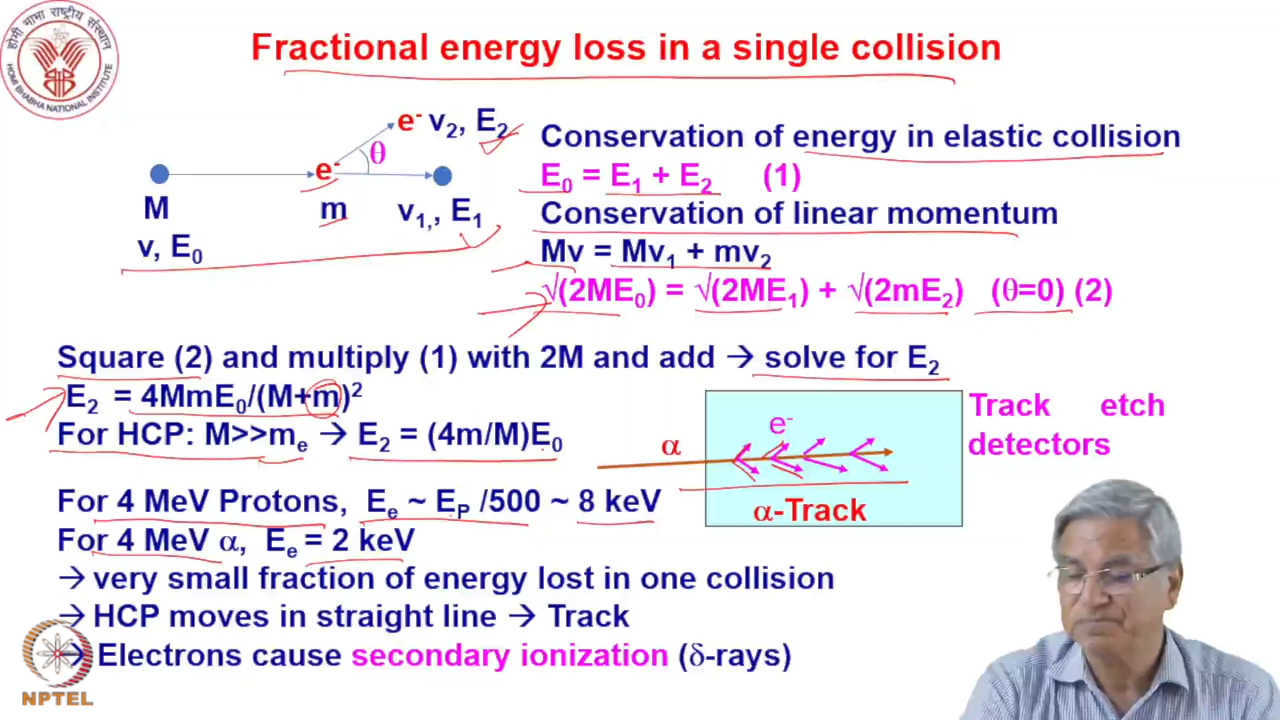 होमी भाभा राष्ट्रीय संस्थान
HOMI BHABHA NATIONAL INSTITUTE
Fractional energy loss in a single collision
e⁻ v₂, E₂
θ
e⁻
M
m
v₁,, E₁
v, E₀
Conservation of energy in elastic collision
E₀ = E₁ + E₂ (1)
Conservation of linear momentum
Mv = Mv₁ + mv₂
√(2ME₀) = √(2ME₁) + √(2mE₂) (θ=0) (2)
Square (2) and multiply (1) with 2M and add → solve for E₂
E₂ = 4MmE₀/(M+m)²
For HCP: M>>mₑ → E₂ = (4m/M)E₀
For 4 MeV Protons, Eₑ ~ E_P /500 ~ 8 keV
For 4 MeV α, Eₑ = 2 keV
→ very small fraction of energy lost in one collision
→ HCP moves in straight line → Track
→ Electrons cause secondary ionization (δ-rays)
α
e⁻
α-Track
Track etch
detectors
NPTEL